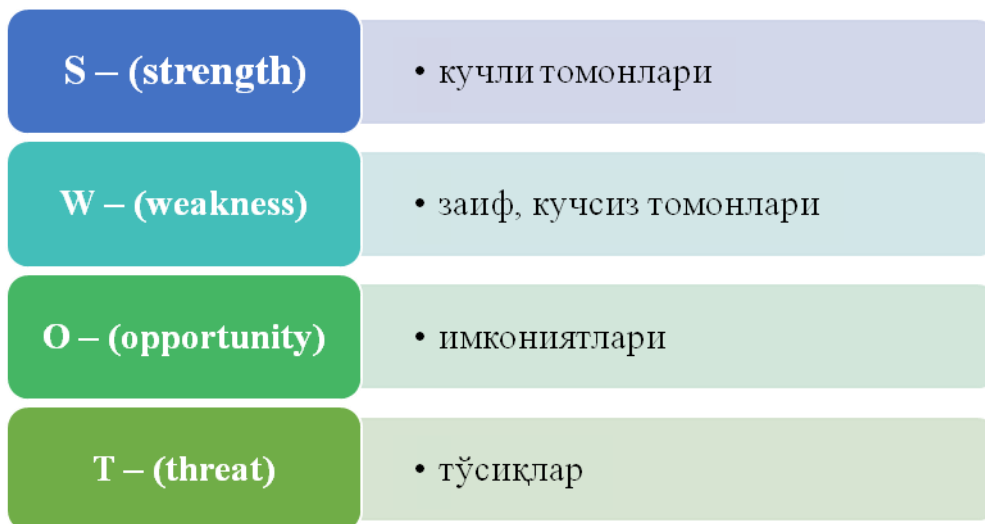 S – (strength)
• кучли томонлари
W – (weakness)
• заиф, кучсиз томонлари
O – (opportunity)
• имкониятлари
T – (threat)
• тўсиқлар